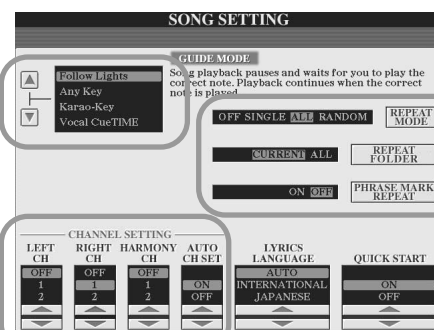 SONG SETTING
GUIDE MODE
Follow Lights
Any Key
Karao-Key
Vocal CueTIME
Song playback pauses and waits for you to play the
correct note. Playback continues when the correct
note is played.
OFF SINGLE ALL RANDOM
REPEAT
MODE
CURRENT ALL
REPEAT
FOLDER
ON OFF
PHRASE MARK
REPEAT
CHANNEL SETTING
LEFT
CH
OFF
1
2
RIGHT
CH
OFF
1
2
HARMONY
CH
OFF
1
2
AUTO
CH SET
ON
OFF
LYRICS
LANGUAGE
AUTO
INTERNATIONAL
JAPANESE
QUICK START
ON
OFF